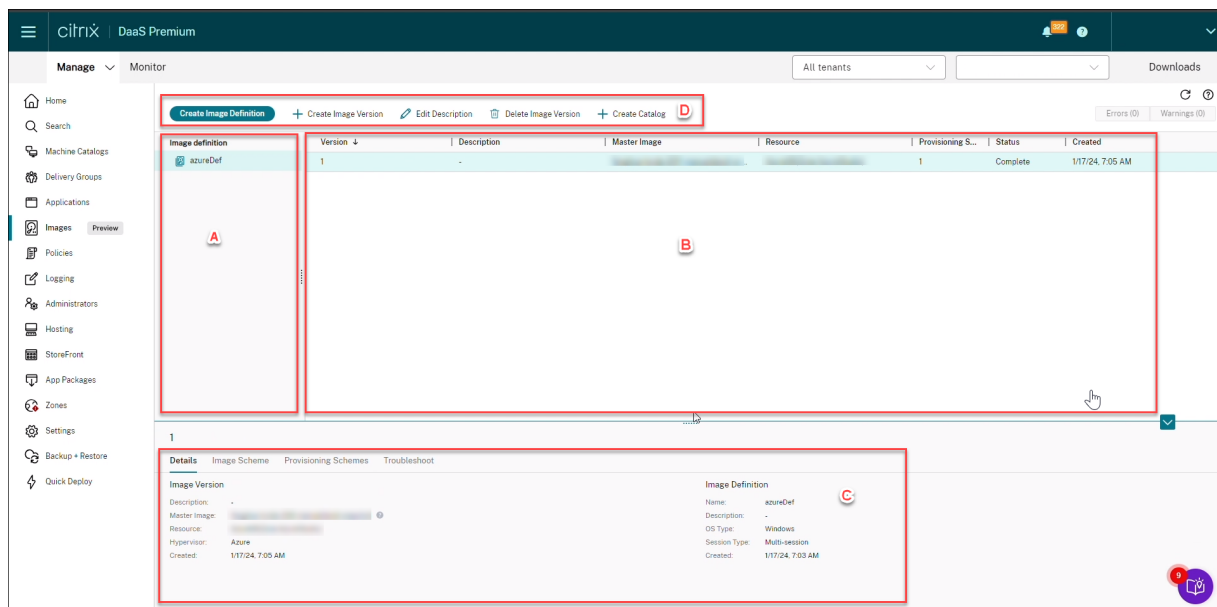 citrix | DaaS Premium 322
Manage Monitor All tenants Downloads
Home
Search
Machine Catalogs
Delivery Groups
Applications
Images Preview
Policies
Logging
Administrators
Hosting
StoreFront
App Packages
Zones
Settings
Backup + Restore
Quick Deploy
Create Image Definition Create Image Version Edit Description Delete Image Version Create Catalog D
Errors (0) Warnings (0)
Image definition
azureDef
A
Version ↓ Description Master Image Resource Provisioning S... Status Created
1 - 1 Complete 1/17/24, 7:05 AM
B
1
Details Image Scheme Provisioning Schemes Troubleshoot
Image Version
Description: -
Master Image:
Resource:
Hypervisor: Azure
Created: 1/17/24, 7:05 AM
Image Definition
Name: azureDef
Description: -
OS Type: Windows
Session Type: Multi-session
Created: 1/17/24, 7:03 AM
C
9